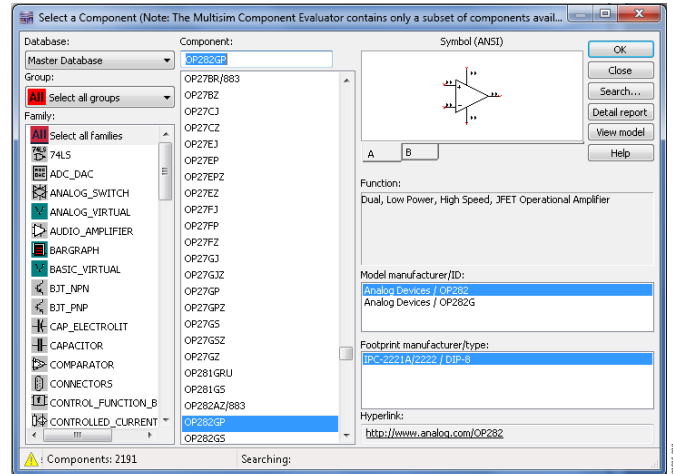 Select a Component (Note: The Multisim Component Evaluator contains only a subset of components avail...
Database:
Master Database
Group:
All Select all groups
Family:
All Select all families
74LS
ADC_DAC
ANALOG_SWITCH
ANALOG_VIRTUAL
AUDIO_AMPLIFIER
BARGRAPH
BASIC_VIRTUAL
BJT_NPN
BJT_PNP
CAP_ELECTROLIT
CAPACITOR
COMPARATOR
CONNECTORS
CONTROL_FUNCTION_B
CONTROLLED_CURRENT
Component:
OP282GP
OP27BR/883
OP27BZ
OP27CJ
OP27CZ
OP27EJ
OP27EP
OP27EPZ
OP27EZ
OP27FJ
OP27FP
OP27FZ
OP27GJ
OP27GJZ
OP27GP
OP27GPZ
OP27GS
OP27GSZ
OP27GZ
OP281GRU
OP281GS
OP282AZ/883
OP282GP
OP282GS
Symbol (ANSI)
A
B
Function:
Dual, Low Power, High Speed, JFET Operational Amplifier
Model manufacturer/ID:
Analog Devices / OP282
Analog Devices / OP282G
Footprint manufacturer/type:
IPC-2221A/2222 / DIP-8
Hyperlink:
http://www.analog.com/OP282
OK
Close
Search...
Detail report
View model
Help
Components: 2191
Searching: